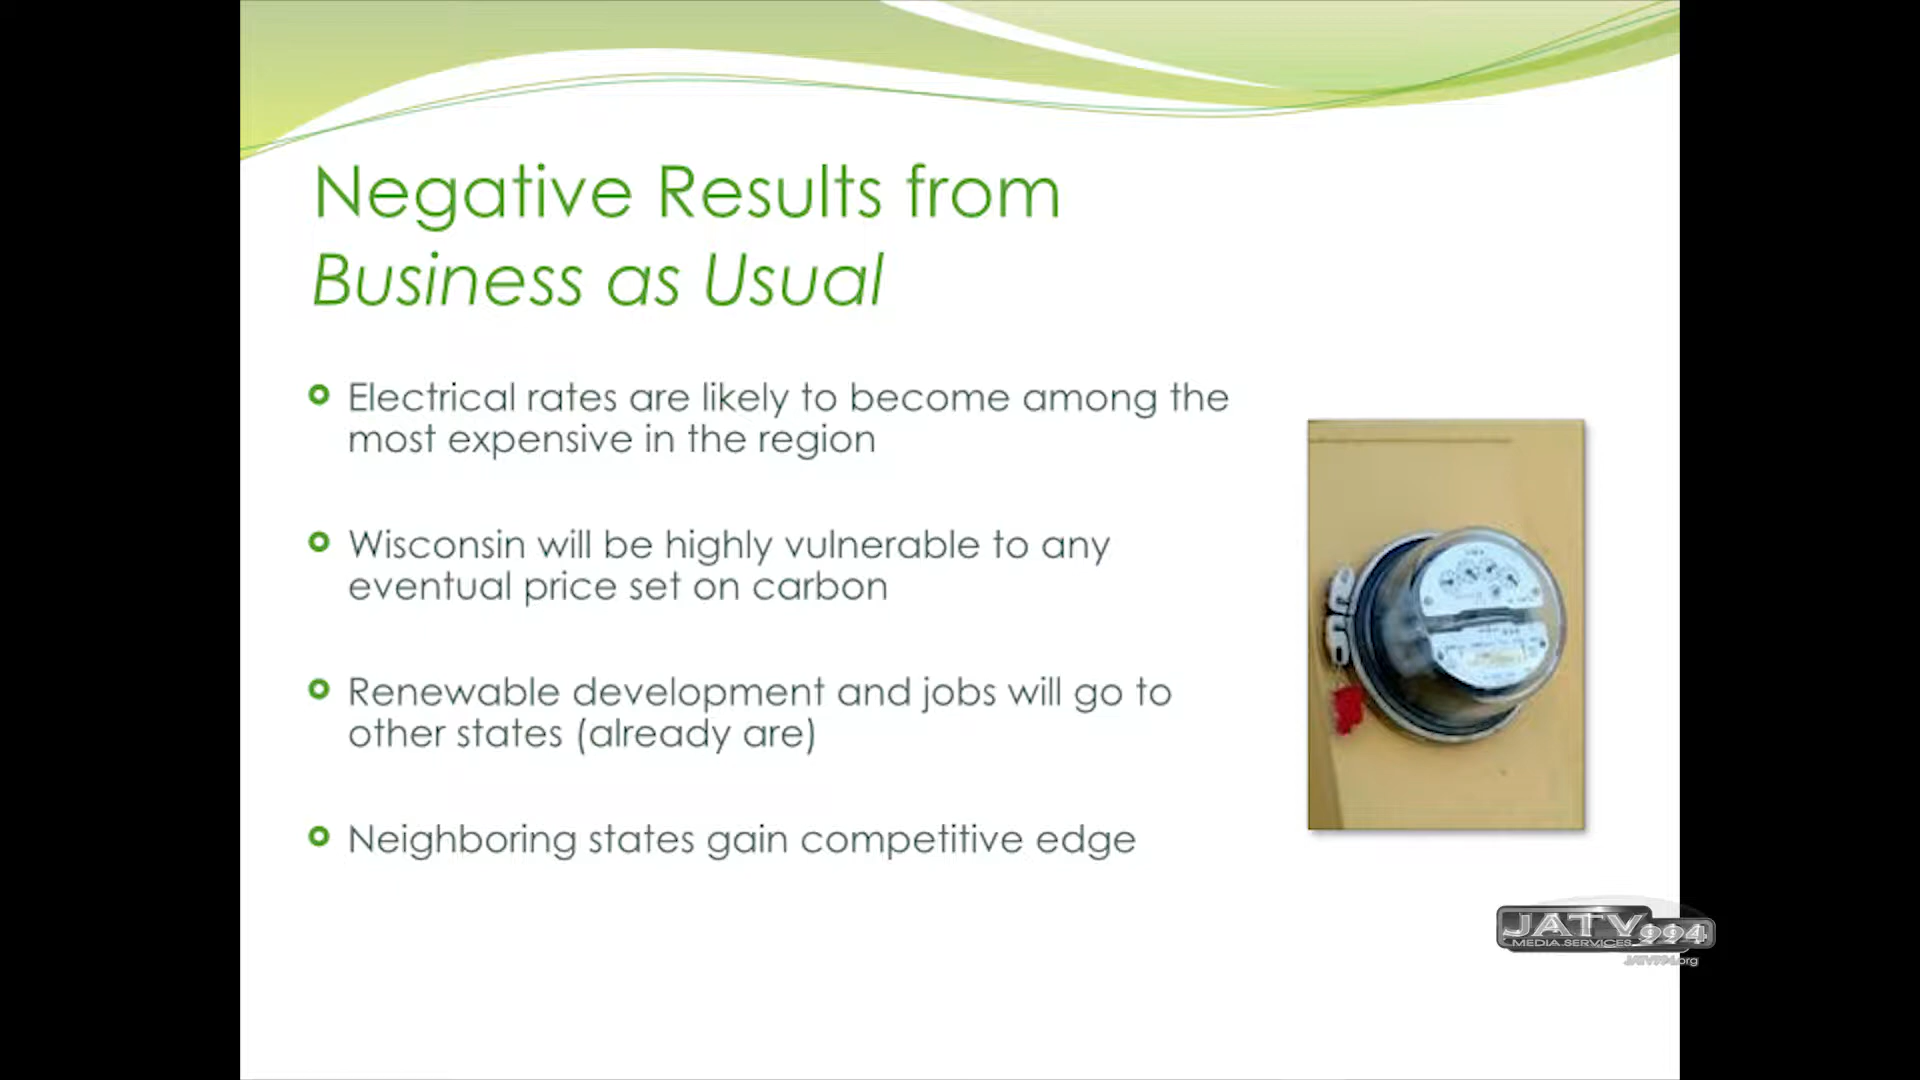 Negative Results from
Business as Usual
Electrical rates are likely to become among the
most expensive in the region
Wisconsin will be highly vulnerable to any
eventual price set on carbon
Renewable development and jobs will go to
other states (already are)
Neighboring states gain competitive edge
JATV 994
MEDIA SERVICES
JATV994.org